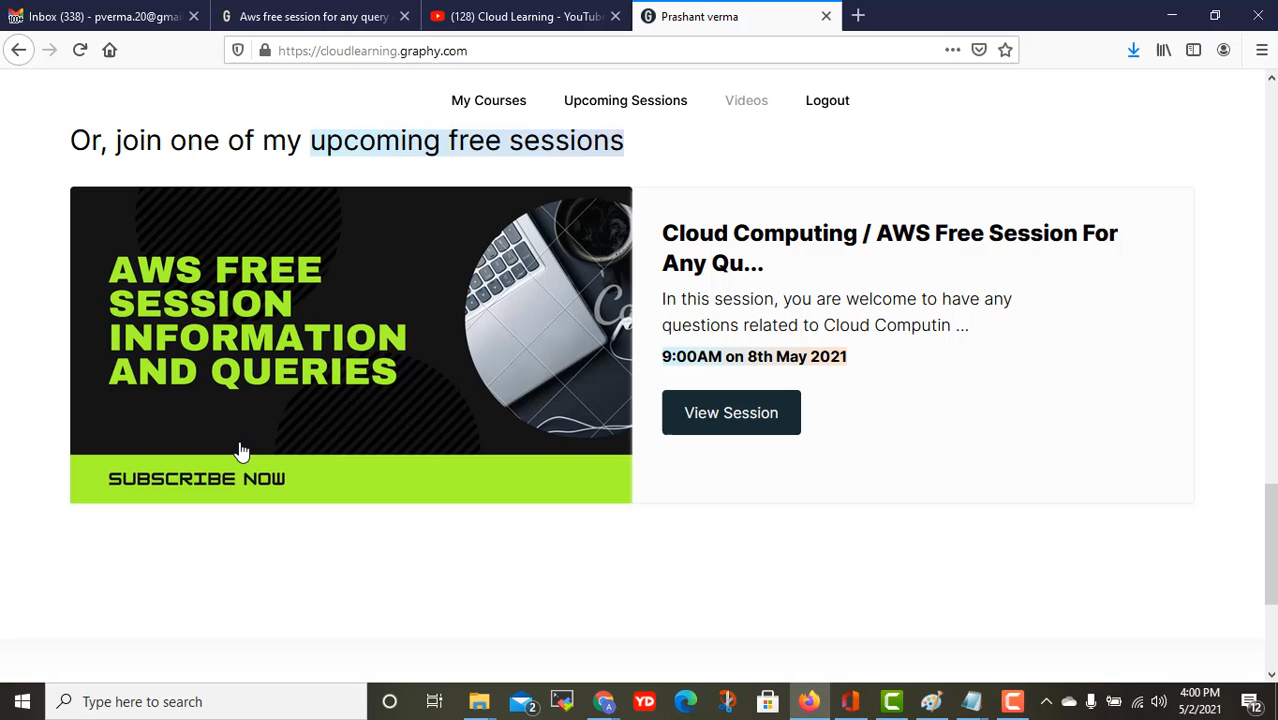 Inbox (338) - pverma.20@gmai
Aws free session for any query
(128) Cloud Learning - YouTube
Prashant verma
https://cloudlearning.graphy.com
My Courses
Upcoming Sessions
Videos
Logout
Or, join one of my upcoming free sessions
AWS FREE
SESSION
INFORMATION
AND QUERIES
SUBSCRIBE NOW
Cloud Computing / AWS Free Session For
Any Qu...
In this session, you are welcome to have any
questions related to Cloud Computin ...
9:00AM on 8th May 2021
View Session
Type here to search
2
YD
4:00 PM
5/2/2021
12